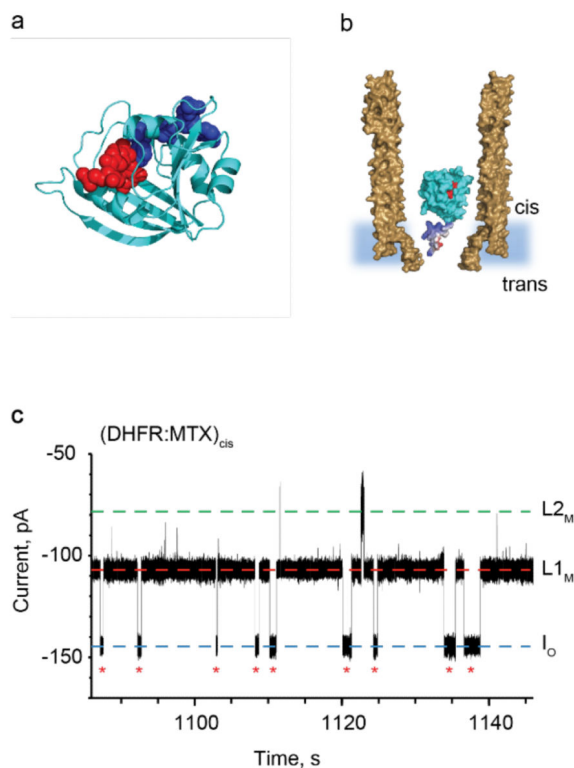 a
b
cis
trans
c
(DHFR:MTX)cis
-50
-100
-150
Current, pA
L2M
L1M
IO
* * * * * * * * *
1100
1120
1140
Time, s